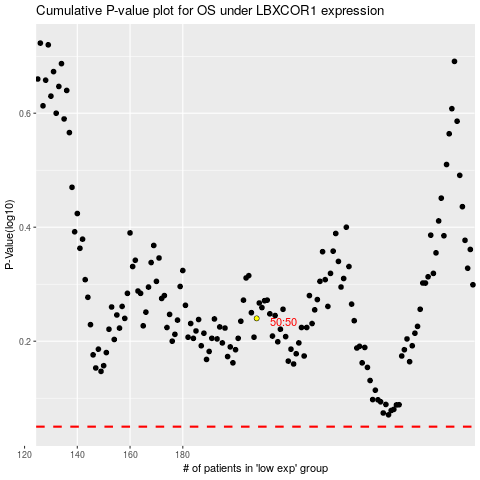 Cumulative P-value plot for OS under LBXCOR1 expression
P-Value(log10)
0.6
0.4
0.2
50:50
120 140 160 180
# of patients in 'low exp' group